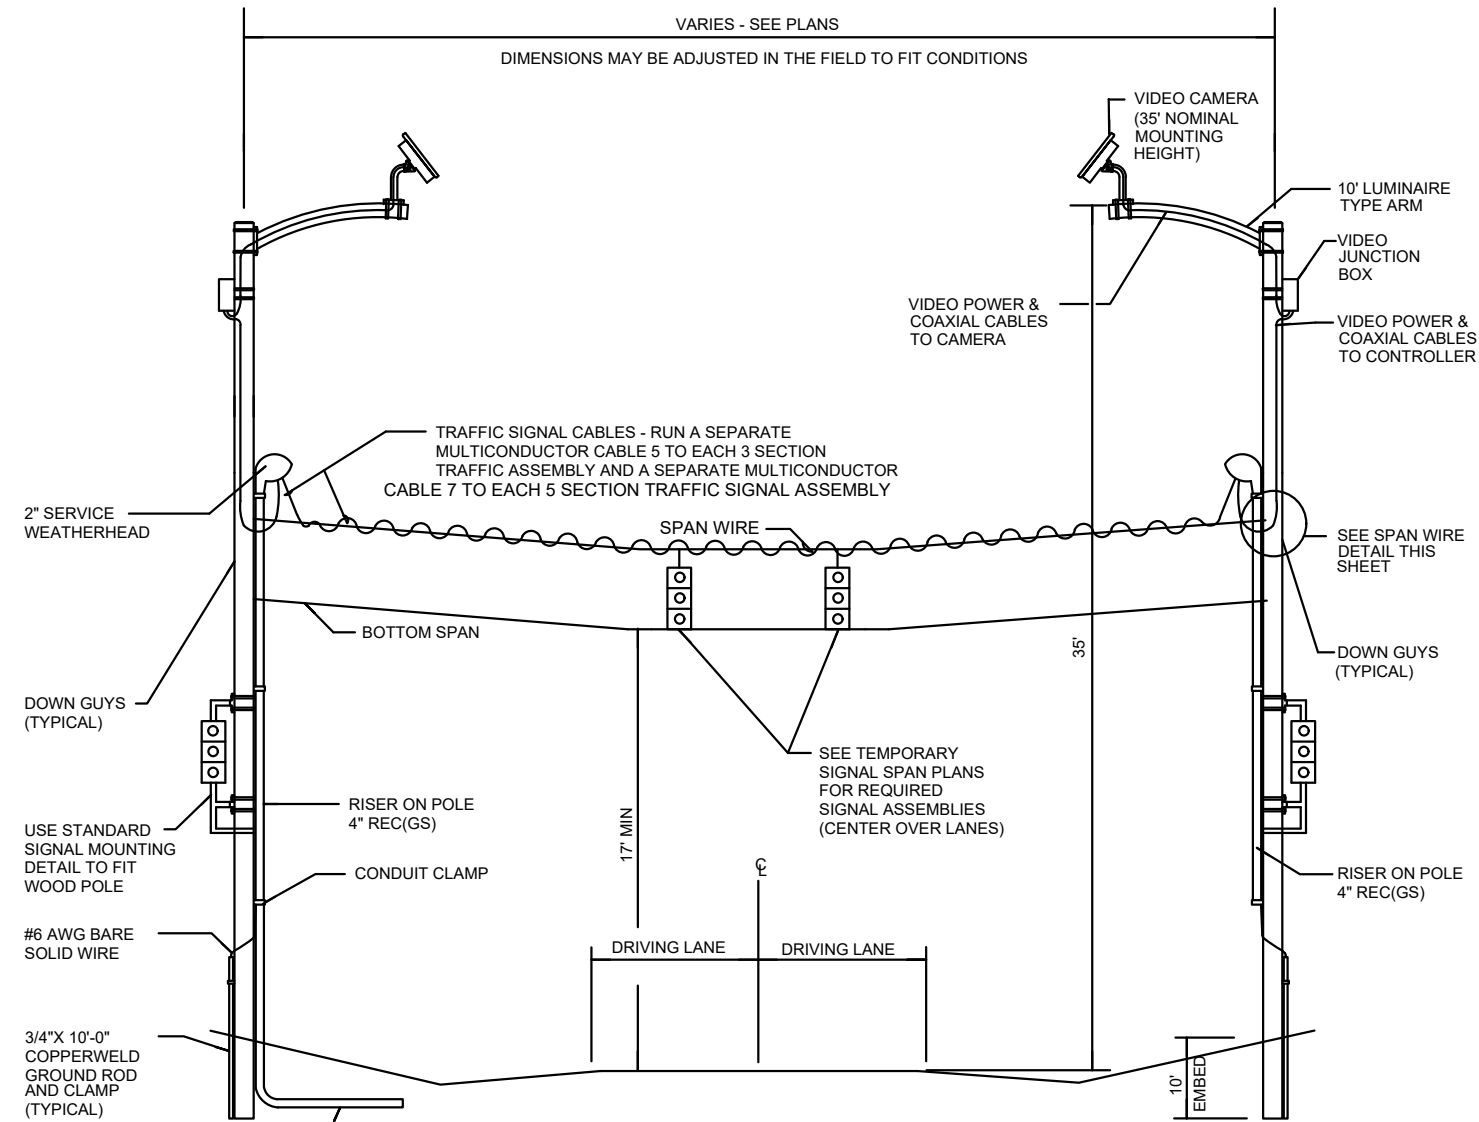 VARIES - SEE PLANS
DIMENSIONS MAY BE ADJUSTED IN THE FIELD TO FIT CONDITIONS
VIDEO CAMERA
(35' NOMINAL
MOUNTING
HEIGHT)
10' LUMINAIRE
TYPE ARM
VIDEO
JUNCTION
BOX
VIDEO POWER &
COAXIAL CABLES
TO CAMERA
VIDEO POWER &
COAXIAL CABLES
TO CONTROLLER
TRAFFIC SIGNAL CABLES - RUN A SEPARATE
MULTICONDUCTOR CABLE 5 TO EACH 3 SECTION
TRAFFIC ASSEMBLY AND A SEPARATE MULTICONDUCTOR
CABLE 7 TO EACH 5 SECTION TRAFFIC SIGNAL ASSEMBLY
2" SERVICE
WEATHERHEAD
SPAN WIRE
SEE SPAN WIRE
DETAIL THIS
SHEET
BOTTOM SPAN
35'
DOWN GUYS
(TYPICAL)
DOWN GUYS
(TYPICAL)
SEE TEMPORARY
SIGNAL SPAN PLANS
FOR REQUIRED
SIGNAL ASSEMBLIES
(CENTER OVER LANES)
RISER ON POLE
4" REC(GS)
17' MIN
USE STANDARD
SIGNAL MOUNTING
DETAIL TO FIT
WOOD POLE
CONDUIT CLAMP
℄
RISER ON POLE
4" REC(GS)
#6 AWG BARE
SOLID WIRE
DRIVING LANE
DRIVING LANE
3/4"X 10'-0"
COPPERWELD
GROUND ROD
AND CLAMP
(TYPICAL)
10'
EMBED